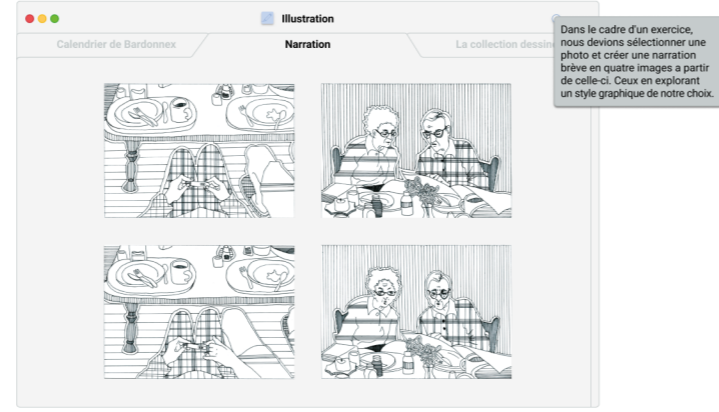 Illustration
Calendrier de Bardonnex
Narration
La collection dessin
Dans le cadre d'un exercice,
nous devions sélectionner une
photo et créer une narration
brève en quatre images a partir
de celle-ci. Ceux en explorant
un style graphique de notre choix.